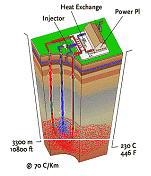 Heat Exchange
Injector
Power Pl
3300 m
10800 ft
230 C
446 F
@ 70 C/Km